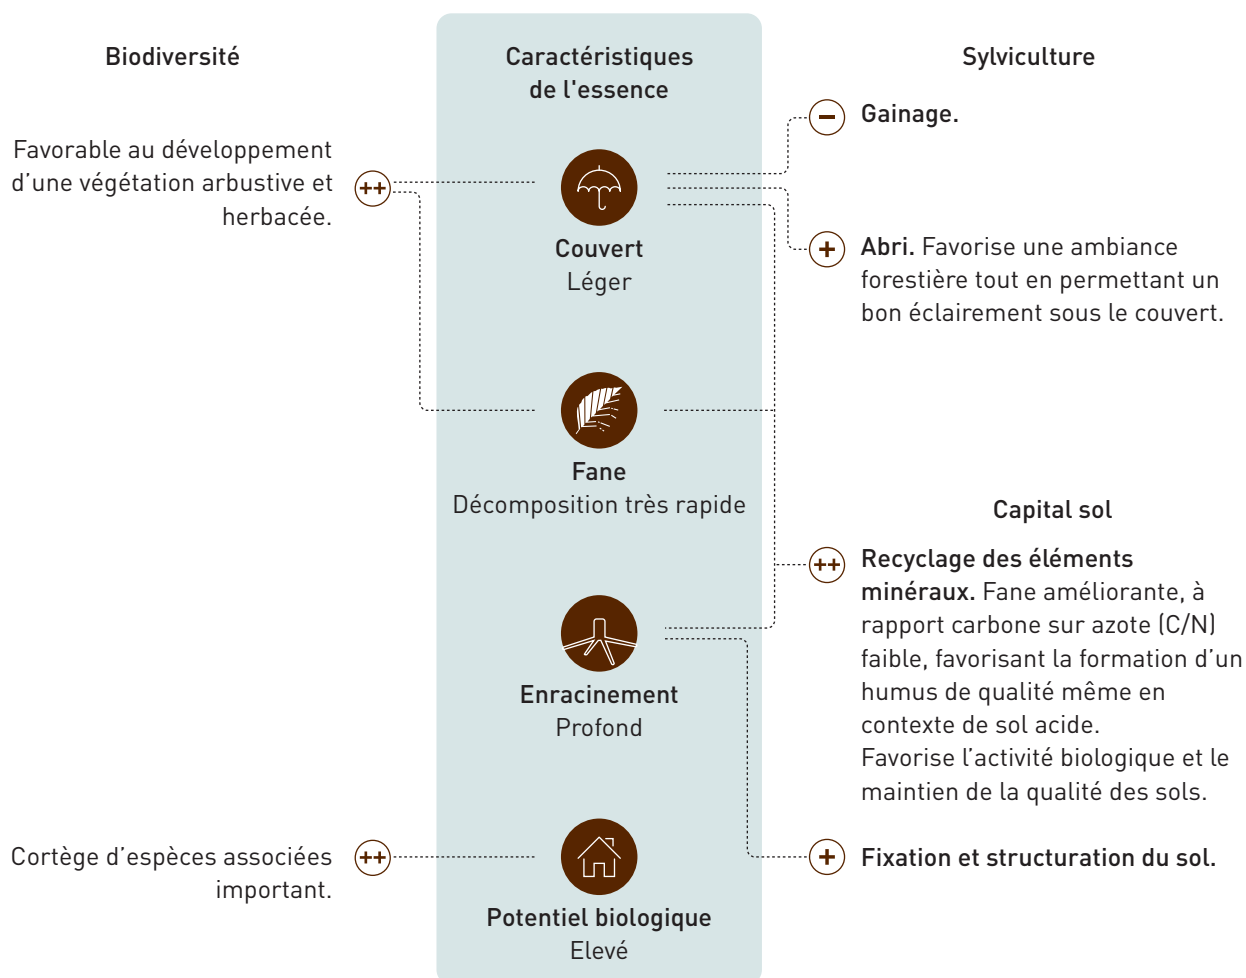 Biodiversité
Favorable au développement
d’une végétation arbustive et
herbacée.
++
Cortège d’espèces associées
important.
++
Caractéristiques
de l'essence
Couvert
Léger
Fane
Décomposition très rapide
Enracinement
Profond
Potentiel biologique
Elevé
Sylviculture
−
Gainage.
+
Abri. Favorise une ambiance
forestière tout en permettant un
bon éclairement sous le couvert.
Capital sol
++
Recyclage des éléments
minéraux. Fane améliorante, à
rapport carbone sur azote (C/N)
faible, favorisant la formation d’un
humus de qualité même en
contexte de sol acide.
Favorise l’activité biologique et le
maintien de la qualité des sols.
+
Fixation et structuration du sol.